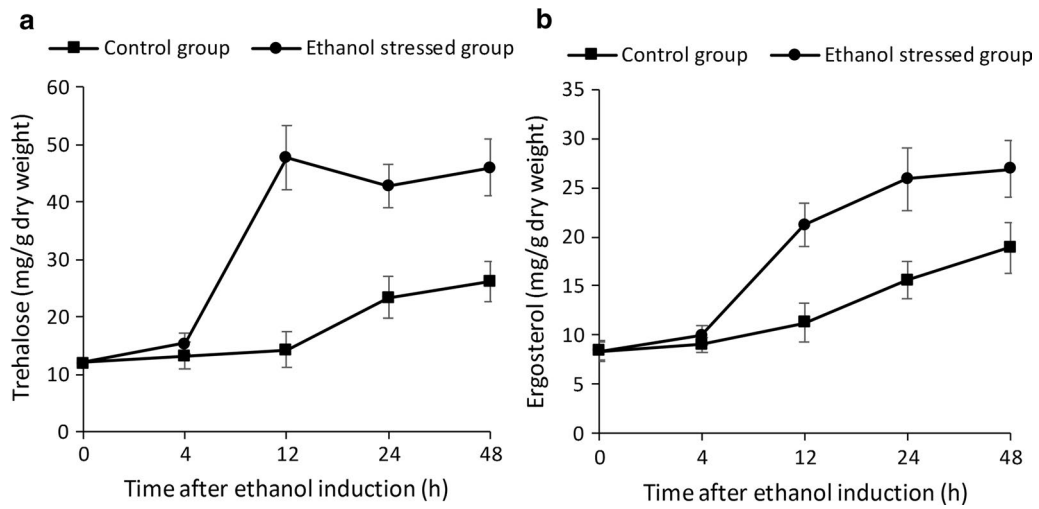 a
Control group Ethanol stressed group
Trehalose (mg/g dry weight)
60
50
40
30
20
10
0
0 4 12 24 48
Time after ethanol induction (h)
b
Control group Ethanol stressed group
Ergosterol (mg/g dry weight)
35
30
25
20
15
10
5
0
0 4 12 24 48
Time after ethanol induction (h)